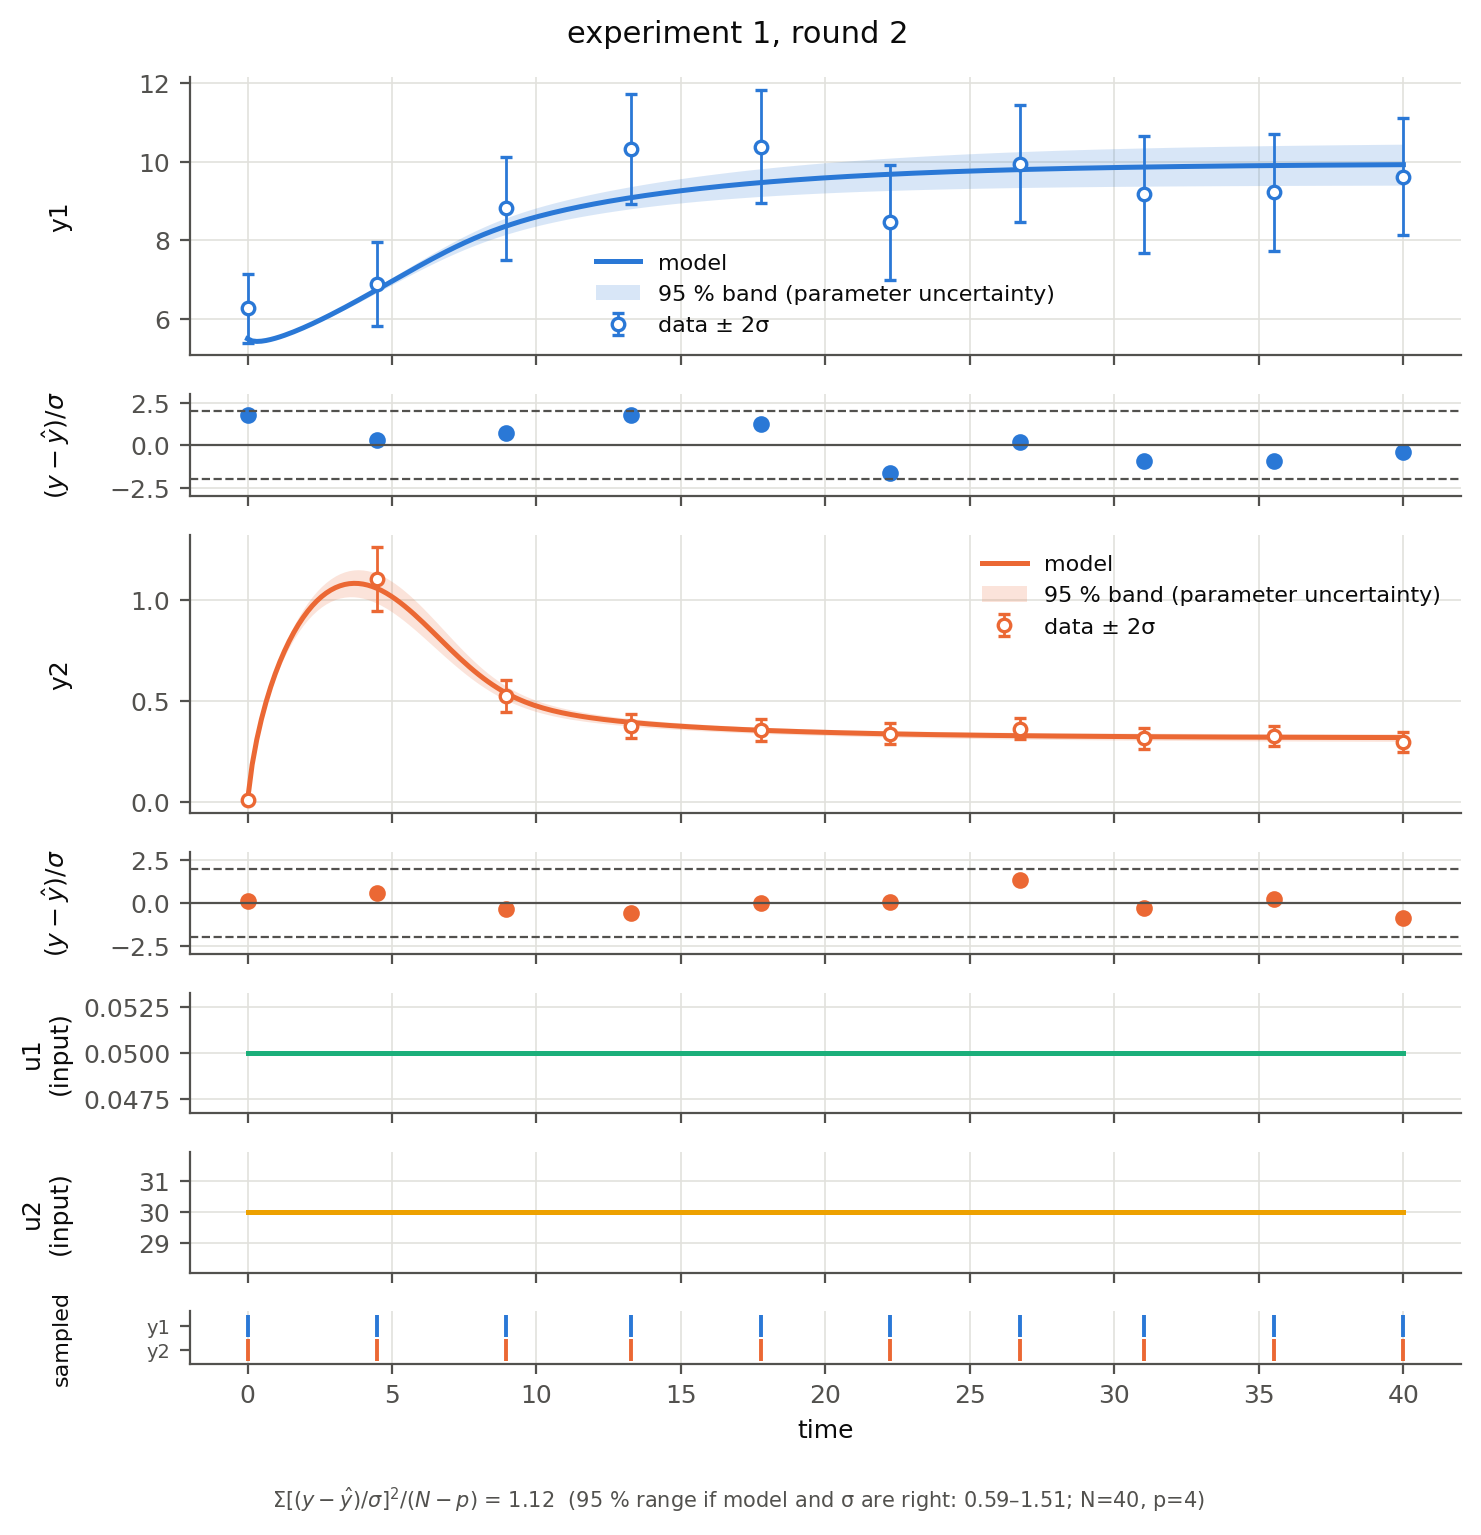 experiment 1, round 2
12
10
8
6
y1
model
95 % band (parameter uncertainty)
data ± 2σ
2.5
0.0
−2.5
(y − ŷ)/σ
1.0
0.5
0.0
y2
model
95 % band (parameter uncertainty)
data ± 2σ
2.5
0.0
−2.5
(y − ŷ)/σ
0.0525
0.0500
0.0475
u1
(input)
31
30
29
u2
(input)
sampled
y1
y2
0 5 10 15 20 25 30 35 40
time
Σ[(y − ŷ)/σ]²/(N − p) = 1.12 (95 % range if model and σ are right: 0.59–1.51; N=40, p=4)